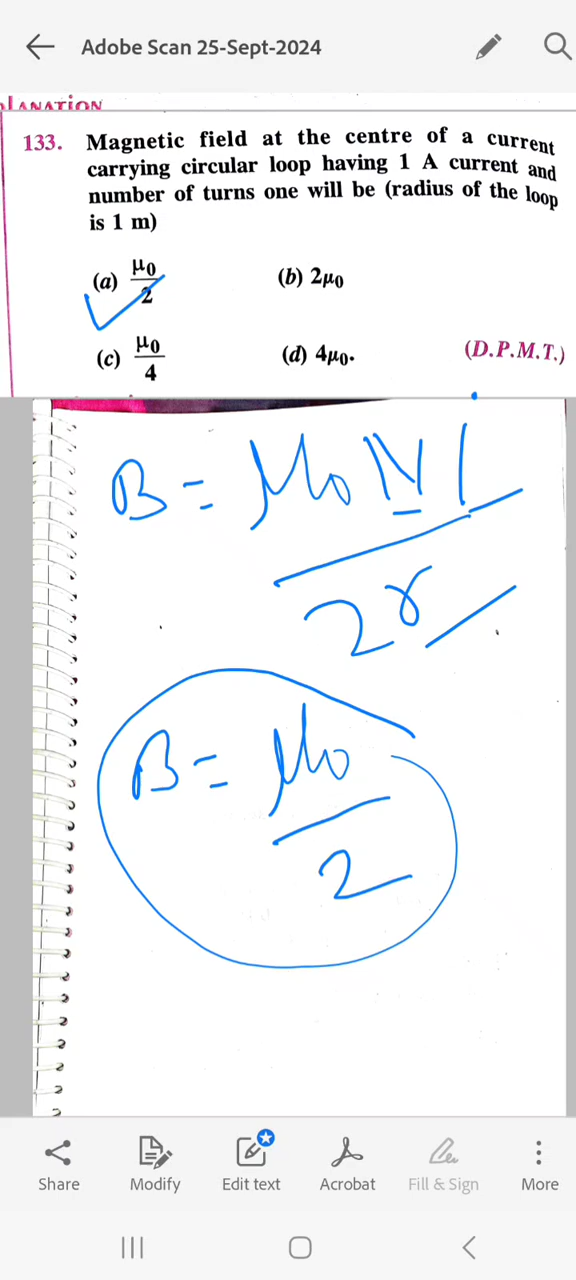 Adobe Scan 25-Sept-2024
LANATION
133. Magnetic field at the centre of a current
carrying circular loop having 1 A current and
number of turns one will be (radius of the loop
is 1 m)
(a) μ₀/2 (b) 2μ₀
(c) μ₀/4 (d) 4μ₀.
(D.P.M.T.)
B = μ₀ N I
2r
B = μ₀
2
Share Modify Edit text Acrobat Fill & Sign More